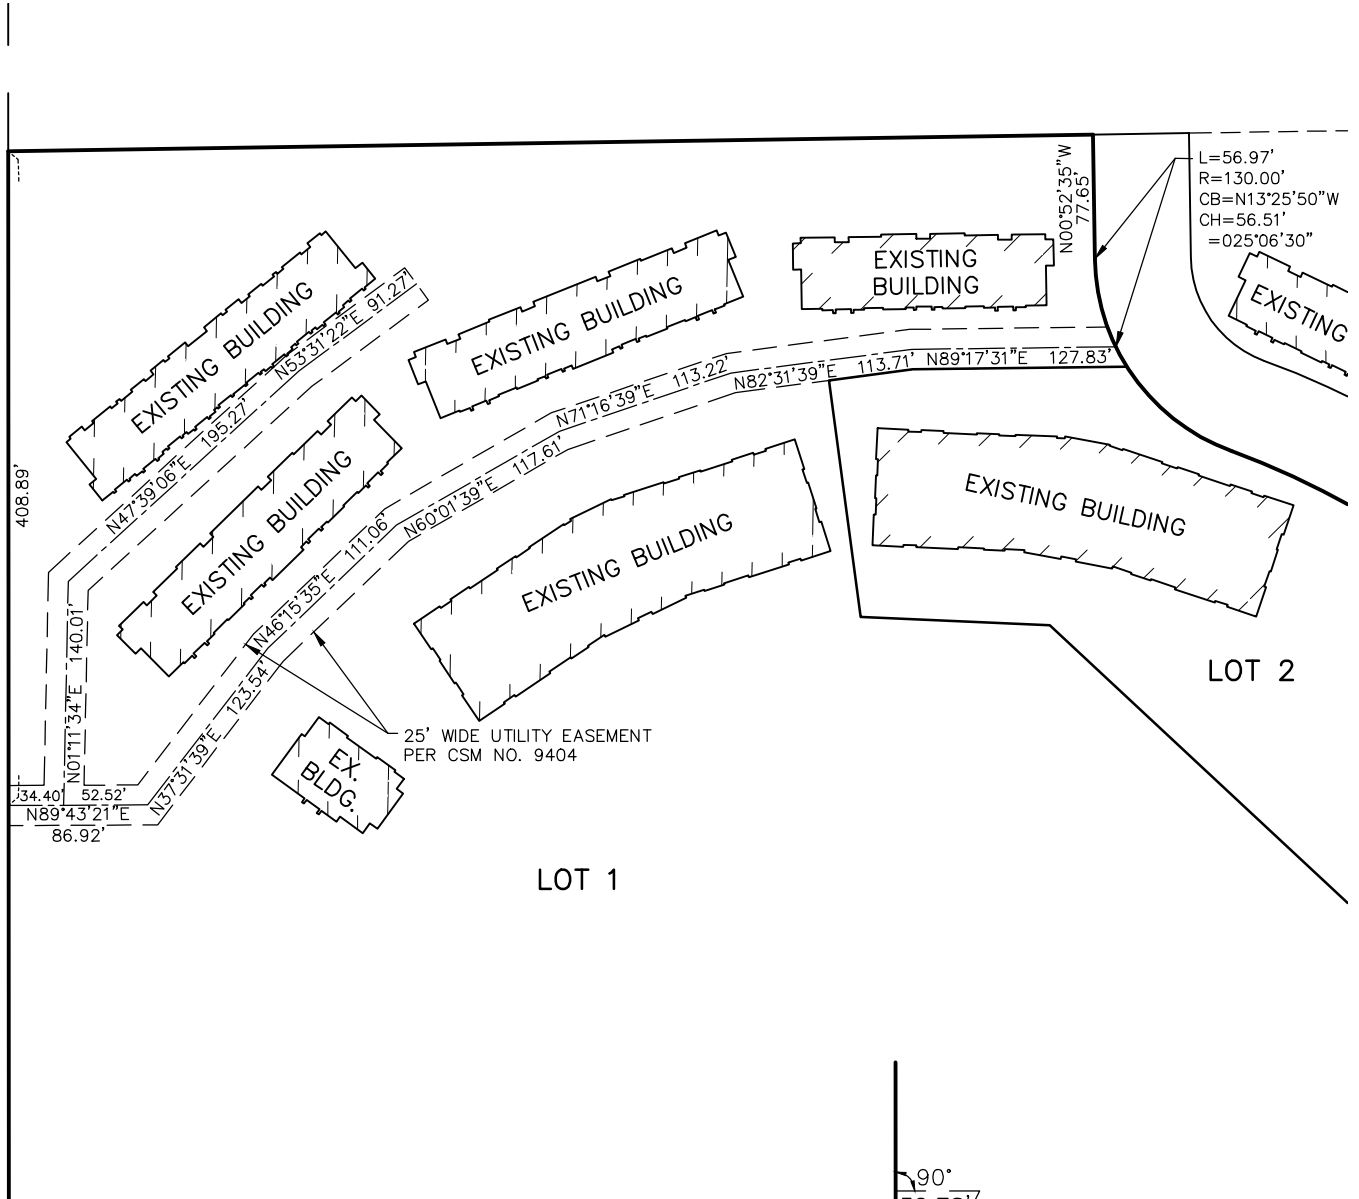 N00°52'35"W
77.65'
L=56.97'
R=130.00'
CB=N13°25'50"W
CH=56.51'
=025°06'30"
EXISTING
BUILDING
EXISTING BUILDING
EXISTING BUILDING
EXISTING
N53°31'22"E 91.27'
N47°39'06"E 195.27'
N89°17'31"E 127.83'
N82°31'39"E 113.71'
N71°16'39"E 113.22'
N60°01'39"E 117.61'
N46°15'35"E 111.06'
N37°31'39"E 123.54'
N01°11'34"E 140.01'
408.89'
EXISTING BUILDING
EXISTING BUILDING
EXISTING BUILDING
LOT 2
25' WIDE UTILITY EASEMENT
PER CSM NO. 9404
EX.
BLDG.
34.40' 52.52'
N89°43'21"E
86.92'
LOT 1
90°